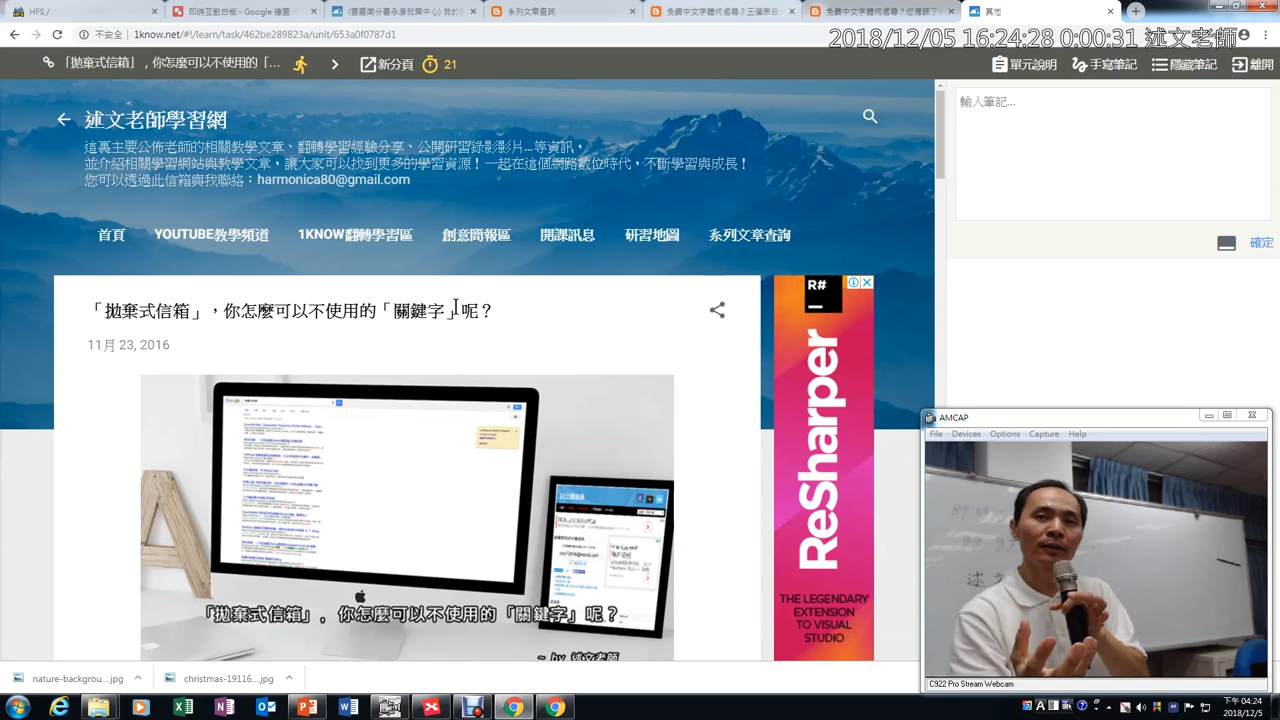 HFS /
即時互動白板 - Google 繪圖
(雲嘉南分署永康就業中心) 我的
系列文章查詢
免費中文字體何處尋？王漢宗自
免費中文字體何處尋？您應該了
其他
不安全 | 1know.net/#!/learn/task/462be289823a/unit/653a0f0787d1
2018/12/05 16:24:28 0:00:31 述文老師
「拋棄式信箱」，你怎麼可以不使用的「...
新分頁
21
單元說明
手寫筆記
隱藏筆記
離開
述文老師學習網
這裏主要公佈老師的相關教學文章、翻轉學習經驗分享、公開研習錄影影片...等資訊，
並介紹相關學習網站與教學文章，讓大家可以找到更多的學習資源！一起在這個網路數位時代，不斷學習與成長！
您可以透過此信箱與我聯絡：harmonica80@gmail.com
首頁
YOUTUBE教學頻道
1KNOW翻轉學習區
創意簡報區
開課訊息
研習地圖
系列文章查詢
輸入筆記...
確定
「拋棄式信箱」，你怎麼可以不使用的「關鍵字」呢？
11月 23, 2016
Google
「拋棄式信箱」，你怎麼可以不使用的「關鍵字」呢？
~ by 述文老師
R#
ReSharper
THE LEGENDARY
EXTENSION
TO VISUAL
STUDIO
AMCAP
File Devices Options Capture Help
述
C922 Pro Stream Webcam
nature-backgrou....jpg
christmas-19116....jpg
下午 04:24
2018/12/5